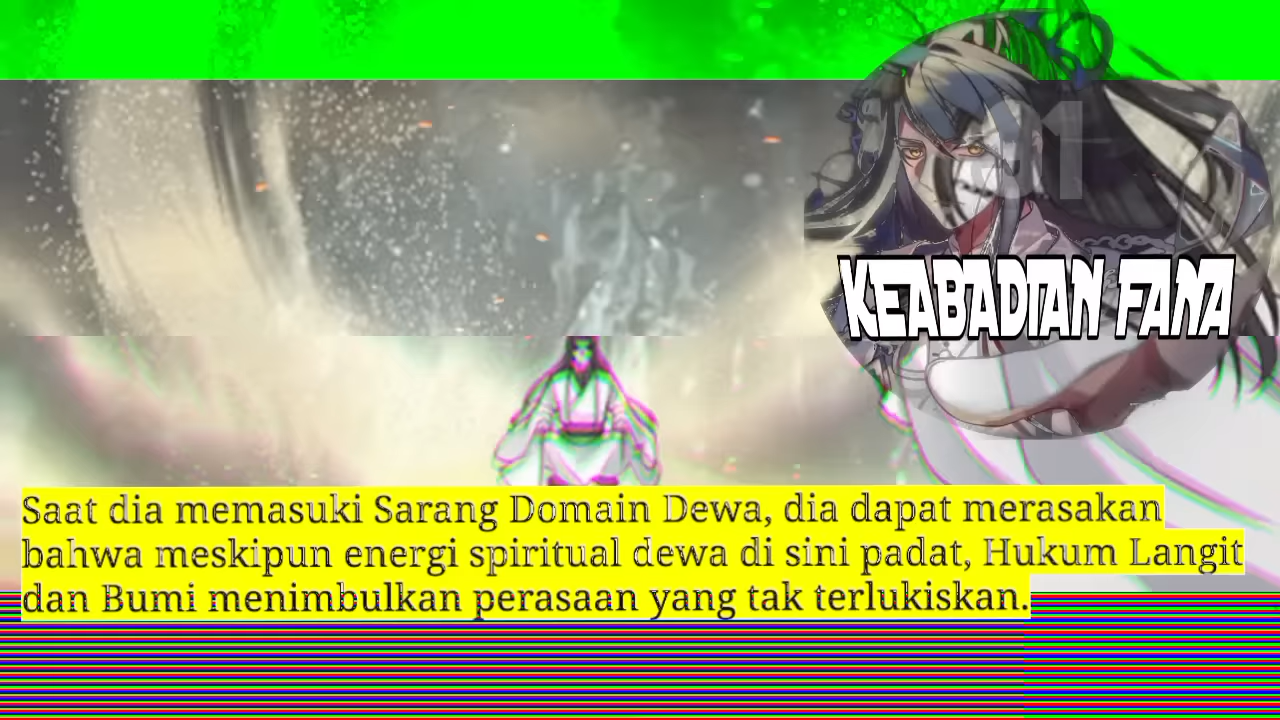 KEABADIAN FANA
Saat dia memasuki Sarang Domain Dewa, dia dapat merasakan
bahwa meskipun energi spiritual dewa di sini padat, Hukum Langit
dan Bumi menimbulkan perasaan yang tak terlukiskan.